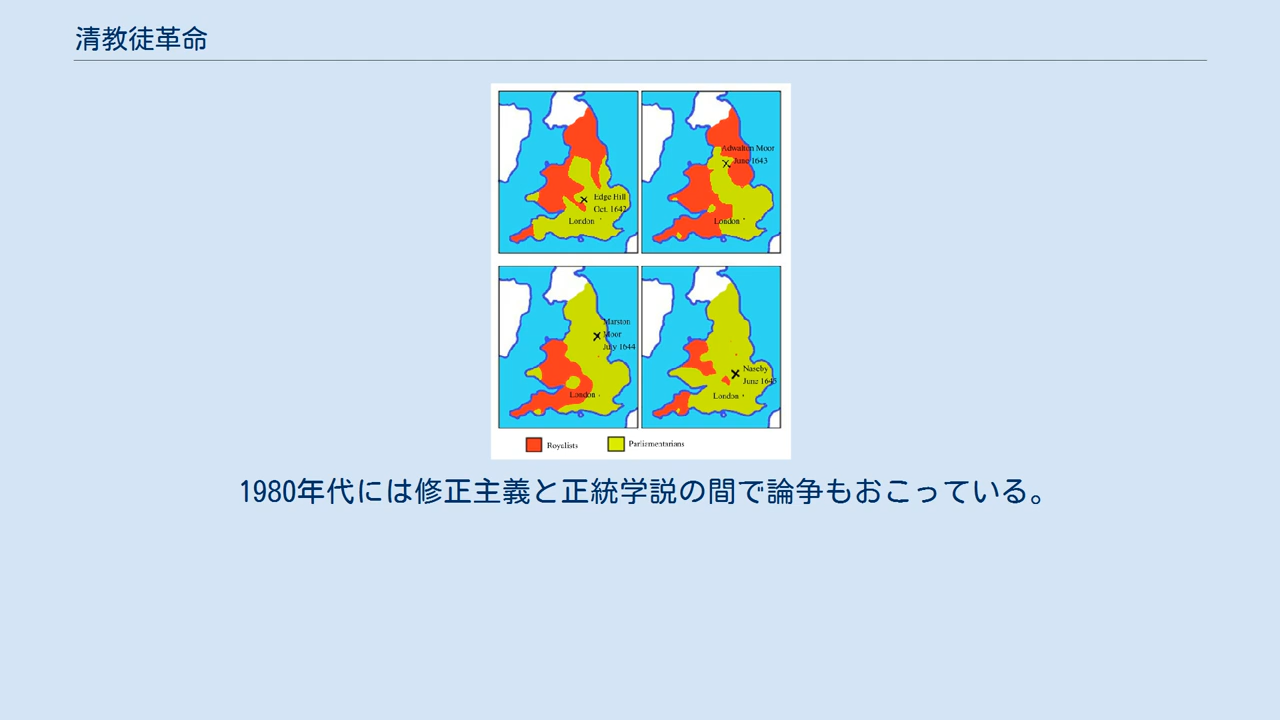 清教徒革命
Edge Hill
Oct. 1642
London
Adwalton Moor
June 1643
London
Marston
Moor
July 1644
London
Naseby
June 1645
London
Royalists
Parliamentarians
1980年代には修正主義と正統学説の間で論争もおこっている。